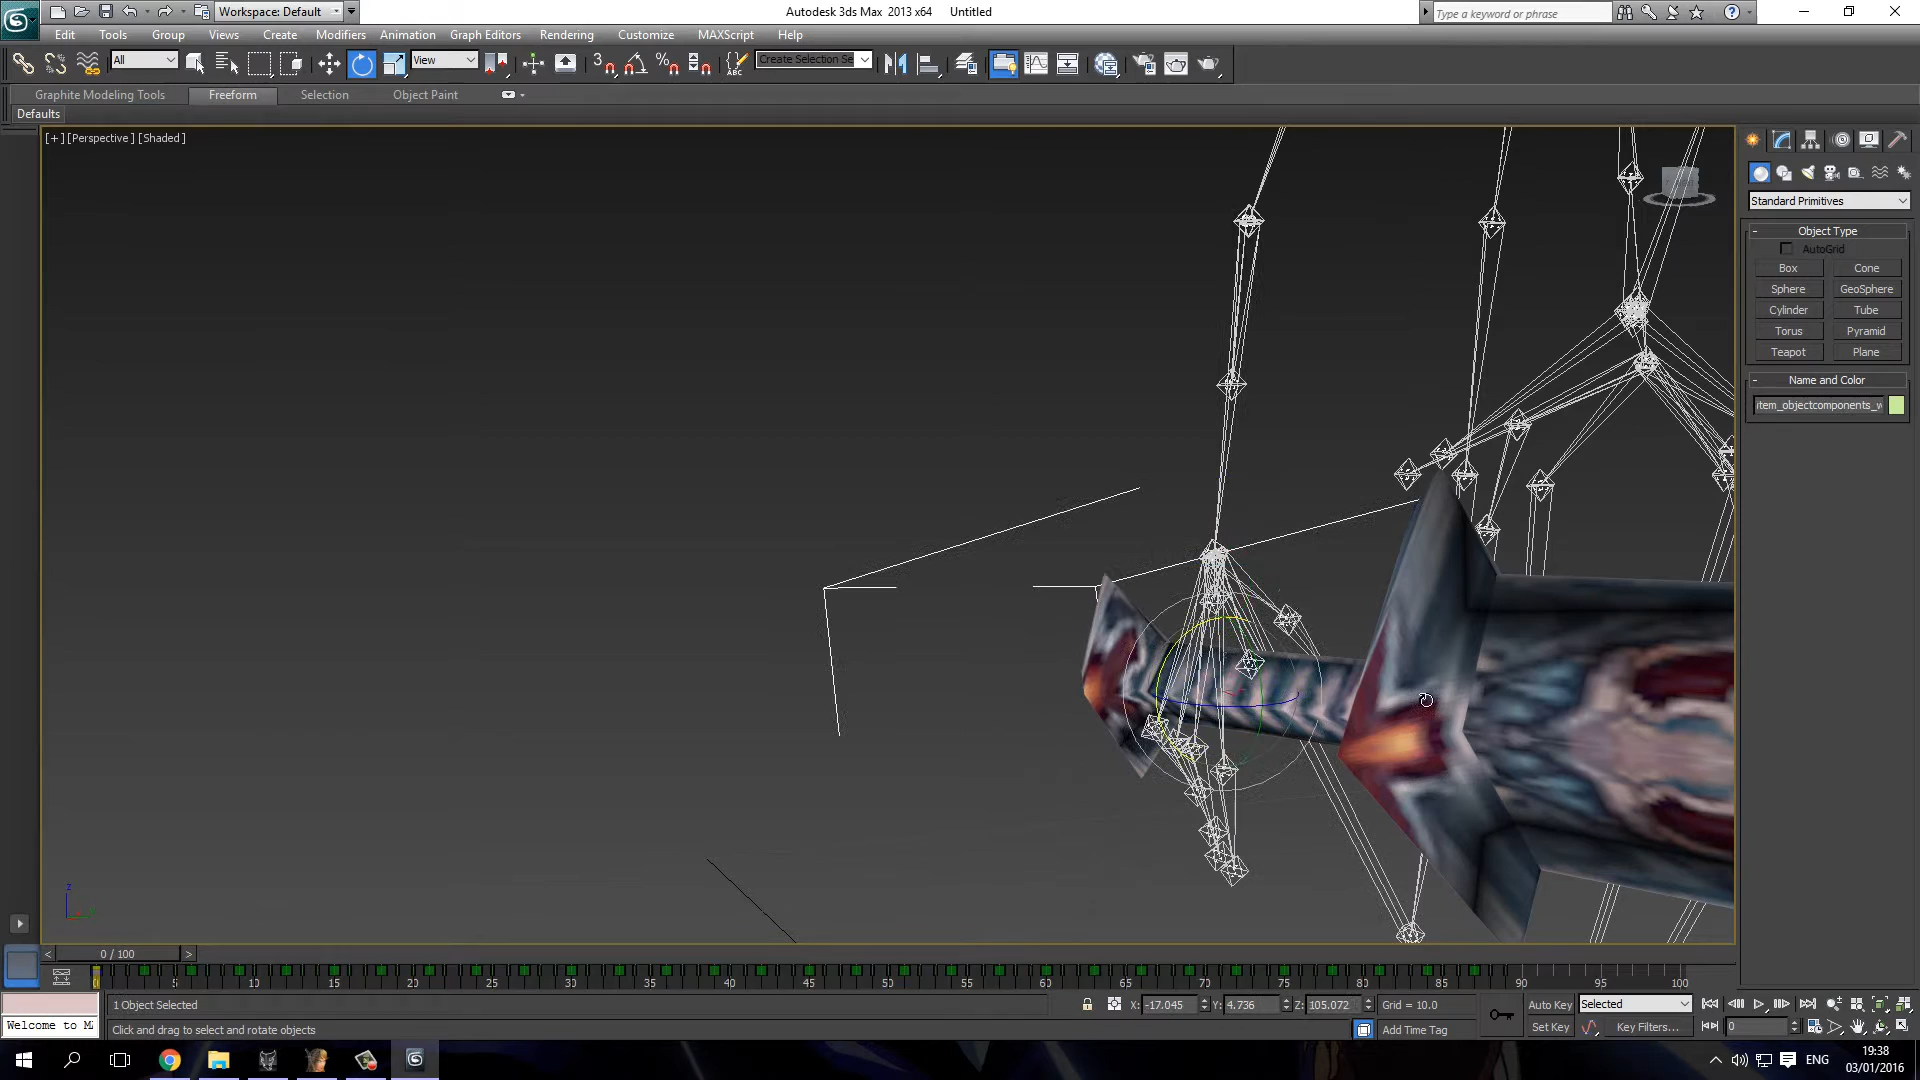 Workspace: Default
Autodesk 3ds Max 2013 x64 Untitled
Type a keyword or phrase
Edit Tools Group Views Create Modifiers Animation Graph Editors Rendering Customize MAXScript Help
All
View
3
ABC
Create Selection Se
Graphite Modeling Tools Freeform Selection Object Paint
Defaults
[ + ] [Perspective ] [Shaded ]
Standard Primitives
- Object Type
AutoGrid
Box Cone
Sphere GeoSphere
Cylinder Tube
Torus Pyramid
Teapot Plane
- Name and Color
item_objectcomponents_w
z
< 0 / 100 >
0 5 10 15 20 25 30 35 40 45 50 55 60 65 70 75 80 85 90 95 100
1 Object Selected X: -17.045 Y: 4.736 Z: 105.072 Grid = 10.0 Auto Key Selected
Welcome to M
Click and drag to select and rotate objects Add Time Tag Set Key Key Filters... 0
ENG
19:38
03/01/2016